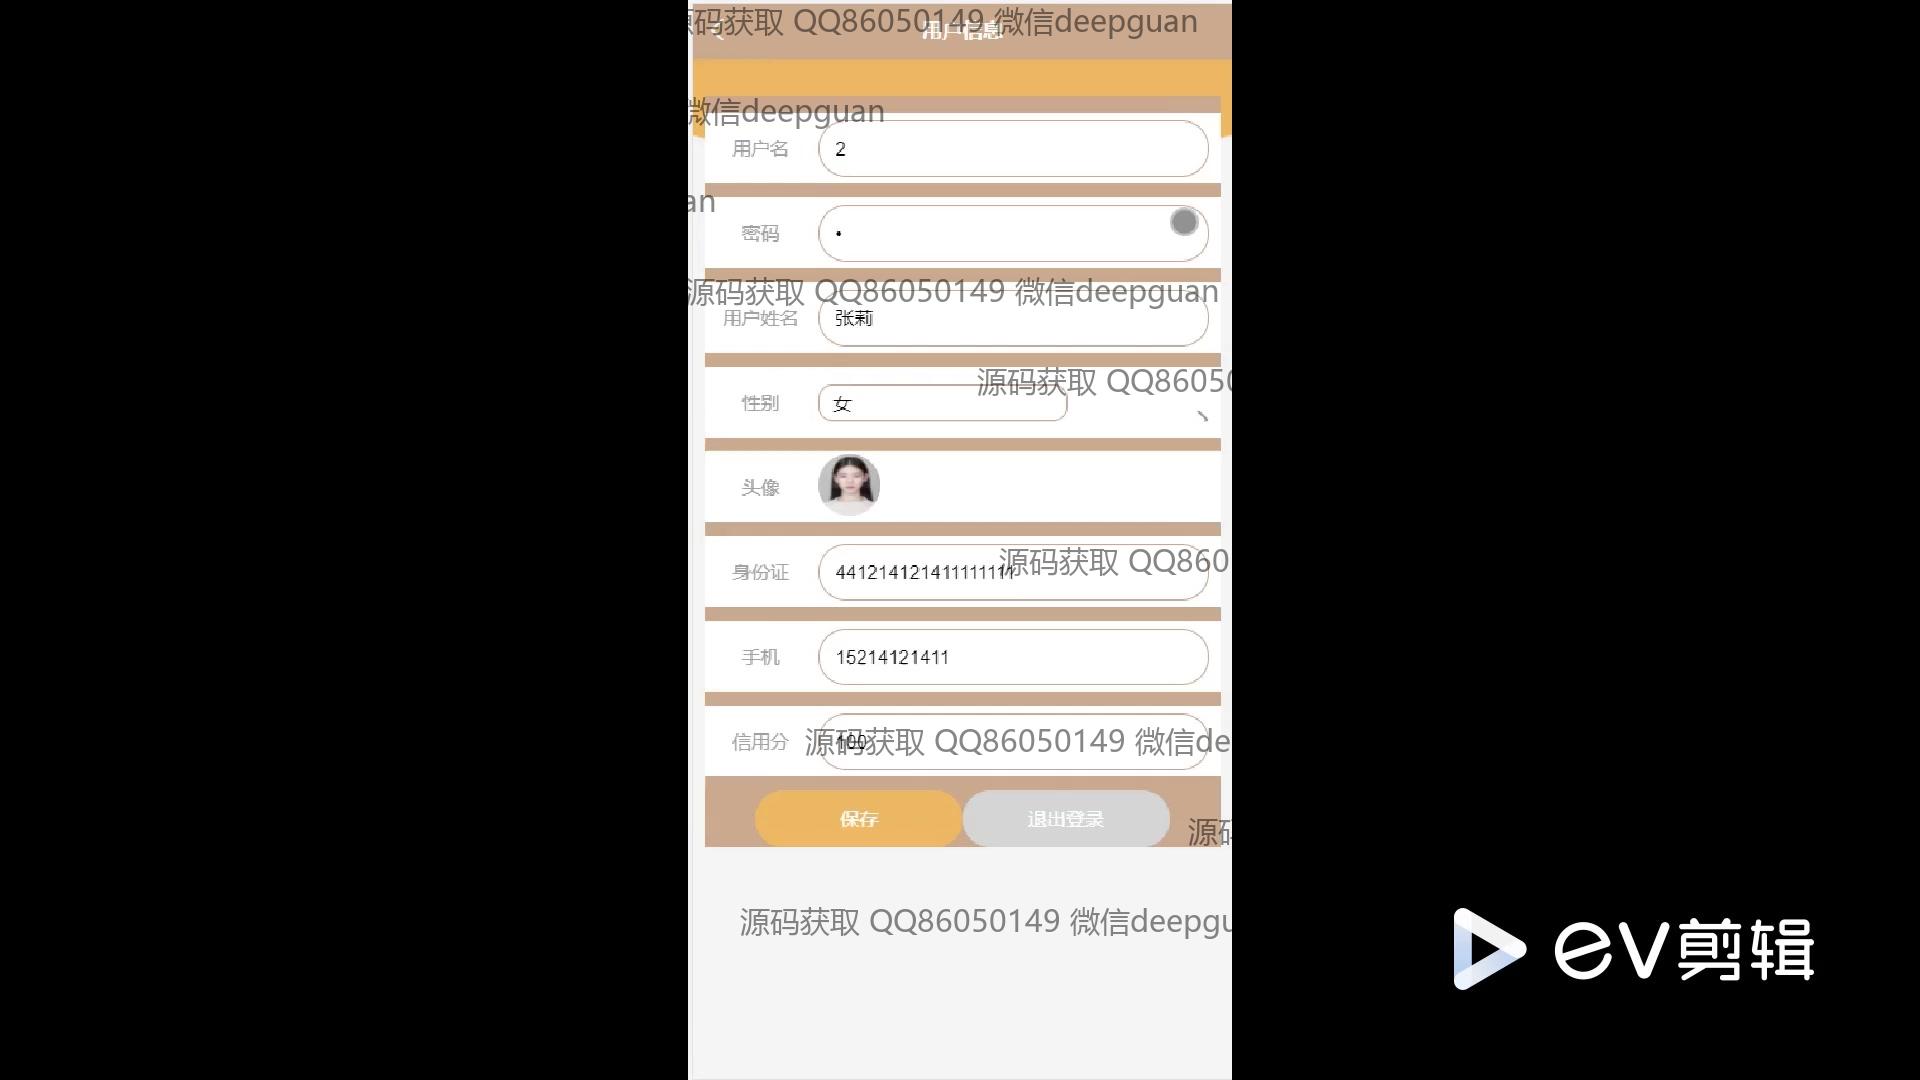 源码获取 QQ86050149 微信deepguan
用户信息
微信deepguan
用户名 2
an
密码 •
源码获取 QQ86050149 微信deepguan
用户姓名 张莉
源码获取 QQ8605
性别 女
头像
源码获取 QQ860
身份证
手机 15214121411
源码获取 QQ86050149 微信de
信用分 100
保存 退出登录
源码
源码获取 QQ86050149 微信deepgu
ev剪辑